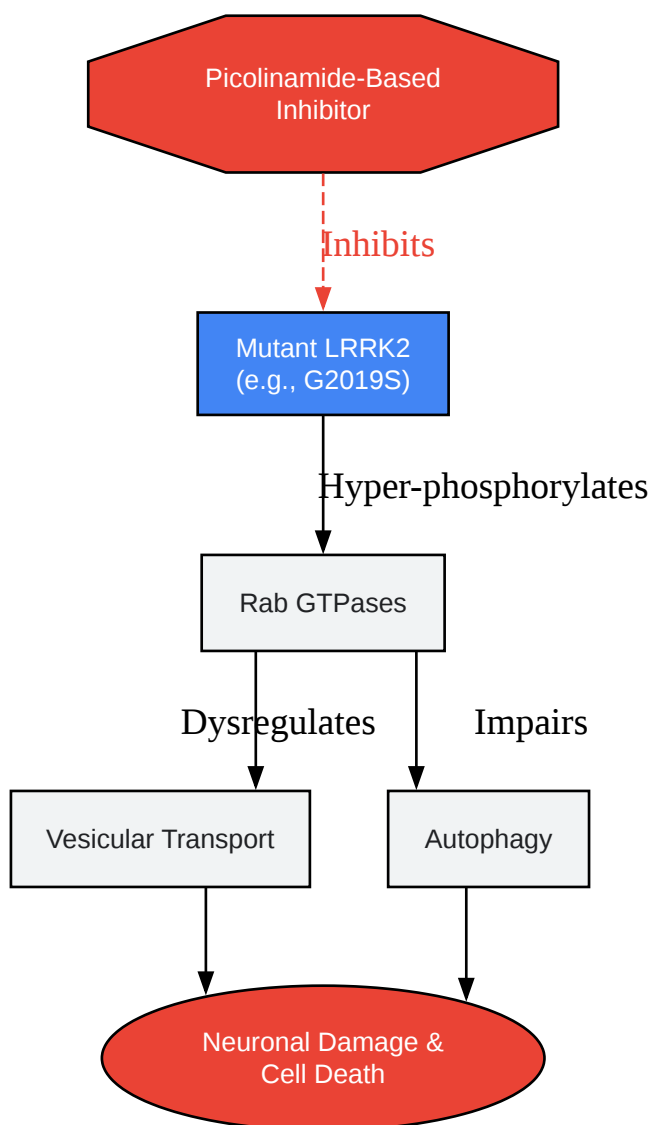 Picolinamide-Based
Inhibitor
Inhibits
Mutant LRRK2
(e.g., G2019S)
Hyper-phosphorylates
Rab GTPases
Dysregulates
Impairs
Vesicular Transport
Autophagy
Neuronal Damage &
Cell Death